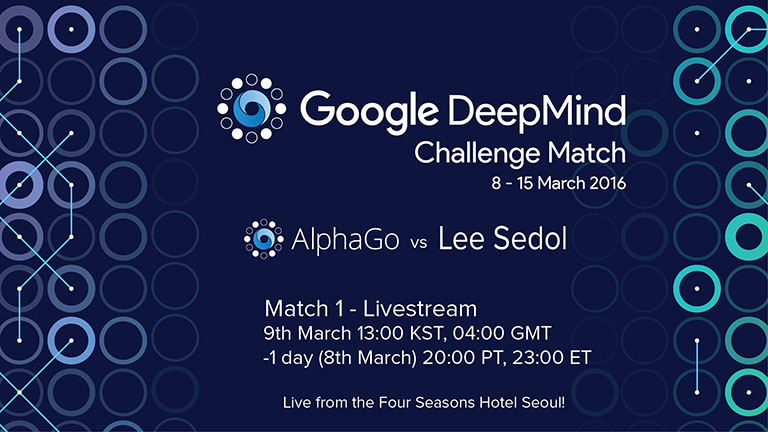 Google DeepMind
Challenge Match
8 - 15 March 2016
AlphaGo vs Lee Sedol
Match 1 - Livestream
9th March 13:00 KST, 04:00 GMT
-1 day (8th March) 20:00 PT, 23:00 ET
Live from the Four Seasons Hotel Seoul!